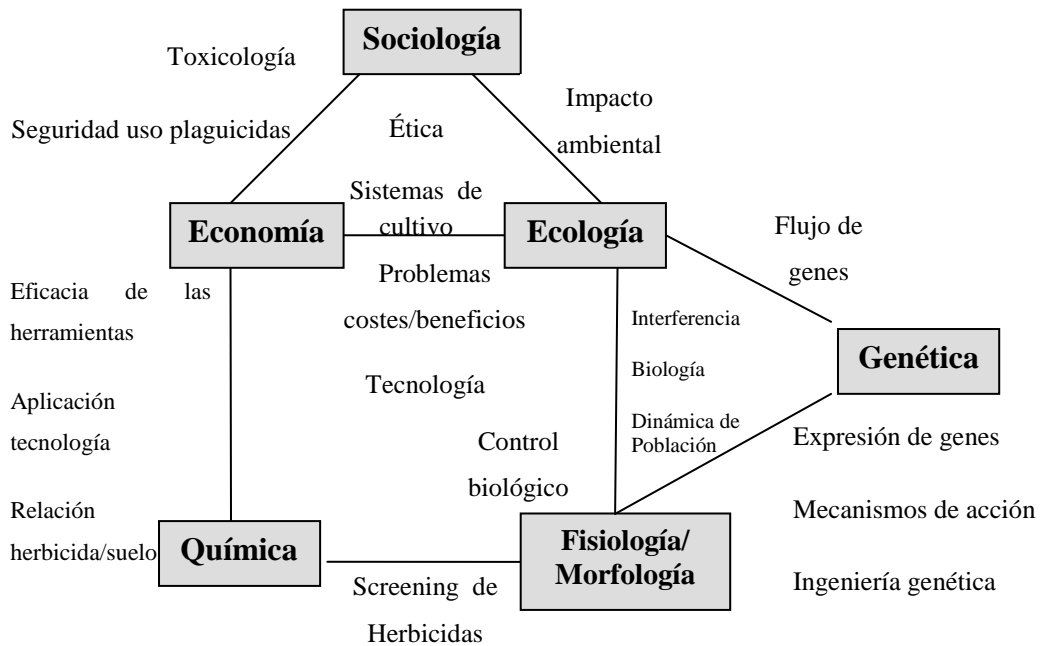 Sociología
Toxicología
Impacto
ambiental
Seguridad uso plaguicidas
Ética
Sistemas de
cultivo
Economía
Ecología
Flujo de
genes
Problemas
costes/beneficios
Eficacia de las
herramientas
Interferencia
Biología
Dinámica de
Población
Genética
Tecnología
Aplicación
tecnología
Control
biológico
Expresión de genes
Mecanismos de acción
Ingeniería genética
Relación
herbicida/suelo
Química
Fisiología/
Morfología
Screening de
Herbicidas